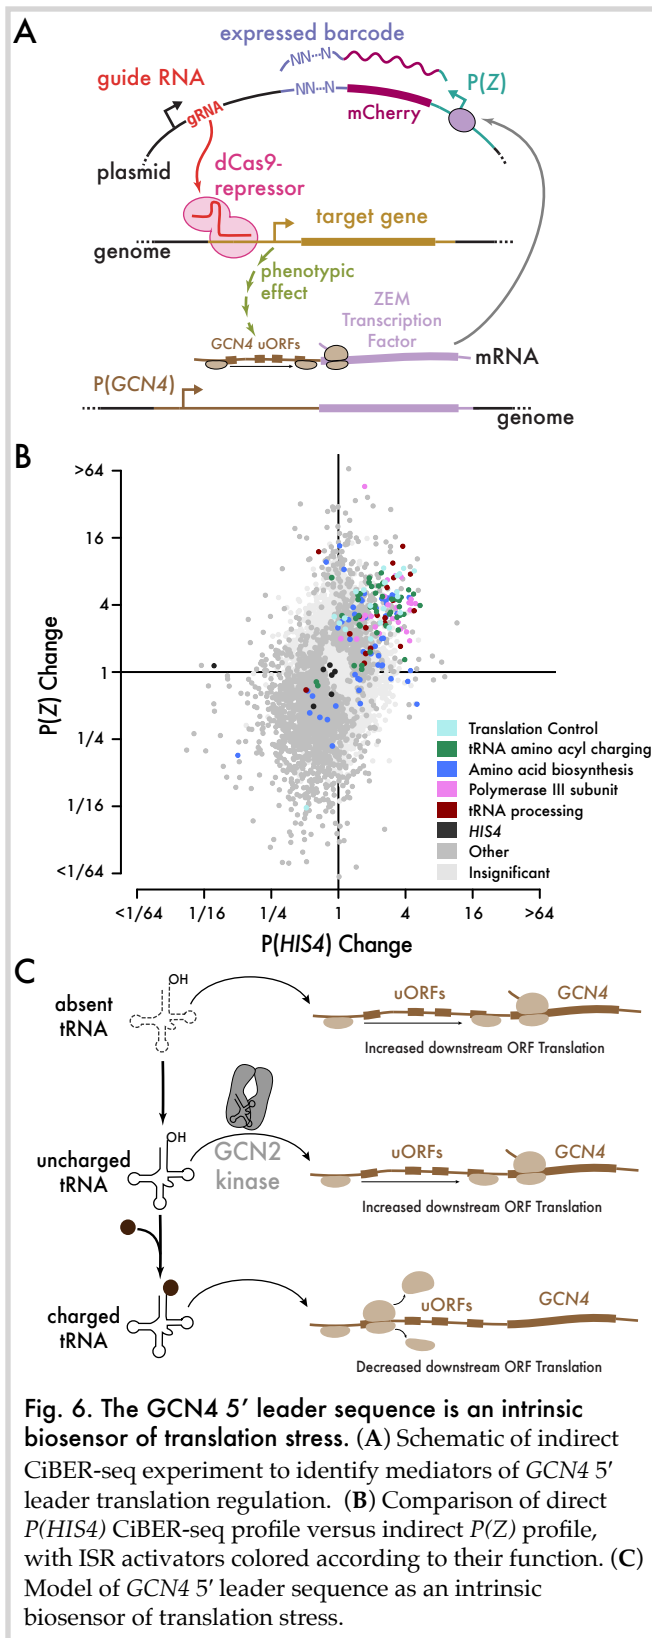 A
expressed barcode
NN···N
guide RNA
P(Z)
NN···N
gRNA
mCherry
plasmid
dCas9-
repressor
target gene
genome
phenotypic
effect
ZEM
Transcription
Factor
GCN4 uORFs
mRNA
P(GCN4)
genome
B
>64
16
4
1
1/4
1/16
<1/64
P(Z) Change
Translation Control
tRNA amino acyl charging
Amino acid biosynthesis
Polymerase III subunit
tRNA processing
HIS4
Other
Insignificant
<1/64 1/16 1/4 1 4 16 >64
P(HIS4) Change
C
OH
absent
tRNA
uORFs
GCN4
Increased downstream ORF Translation
OH
uncharged
tRNA
GCN2
kinase
uORFs
GCN4
Increased downstream ORF Translation
charged
tRNA
uORFs
GCN4
Decreased downstream ORF Translation
Fig. 6. The GCN4 5′ leader sequence is an intrinsic
biosensor of translation stress. (A) Schematic of indirect
CiBER-seq experiment to identify mediators of GCN4 5′
leader translation regulation. (B) Comparison of direct
P(HIS4) CiBER-seq profile versus indirect P(Z) profile,
with ISR activators colored according to their function. (C)
Model of GCN4 5′ leader sequence as an intrinsic
biosensor of translation stress.